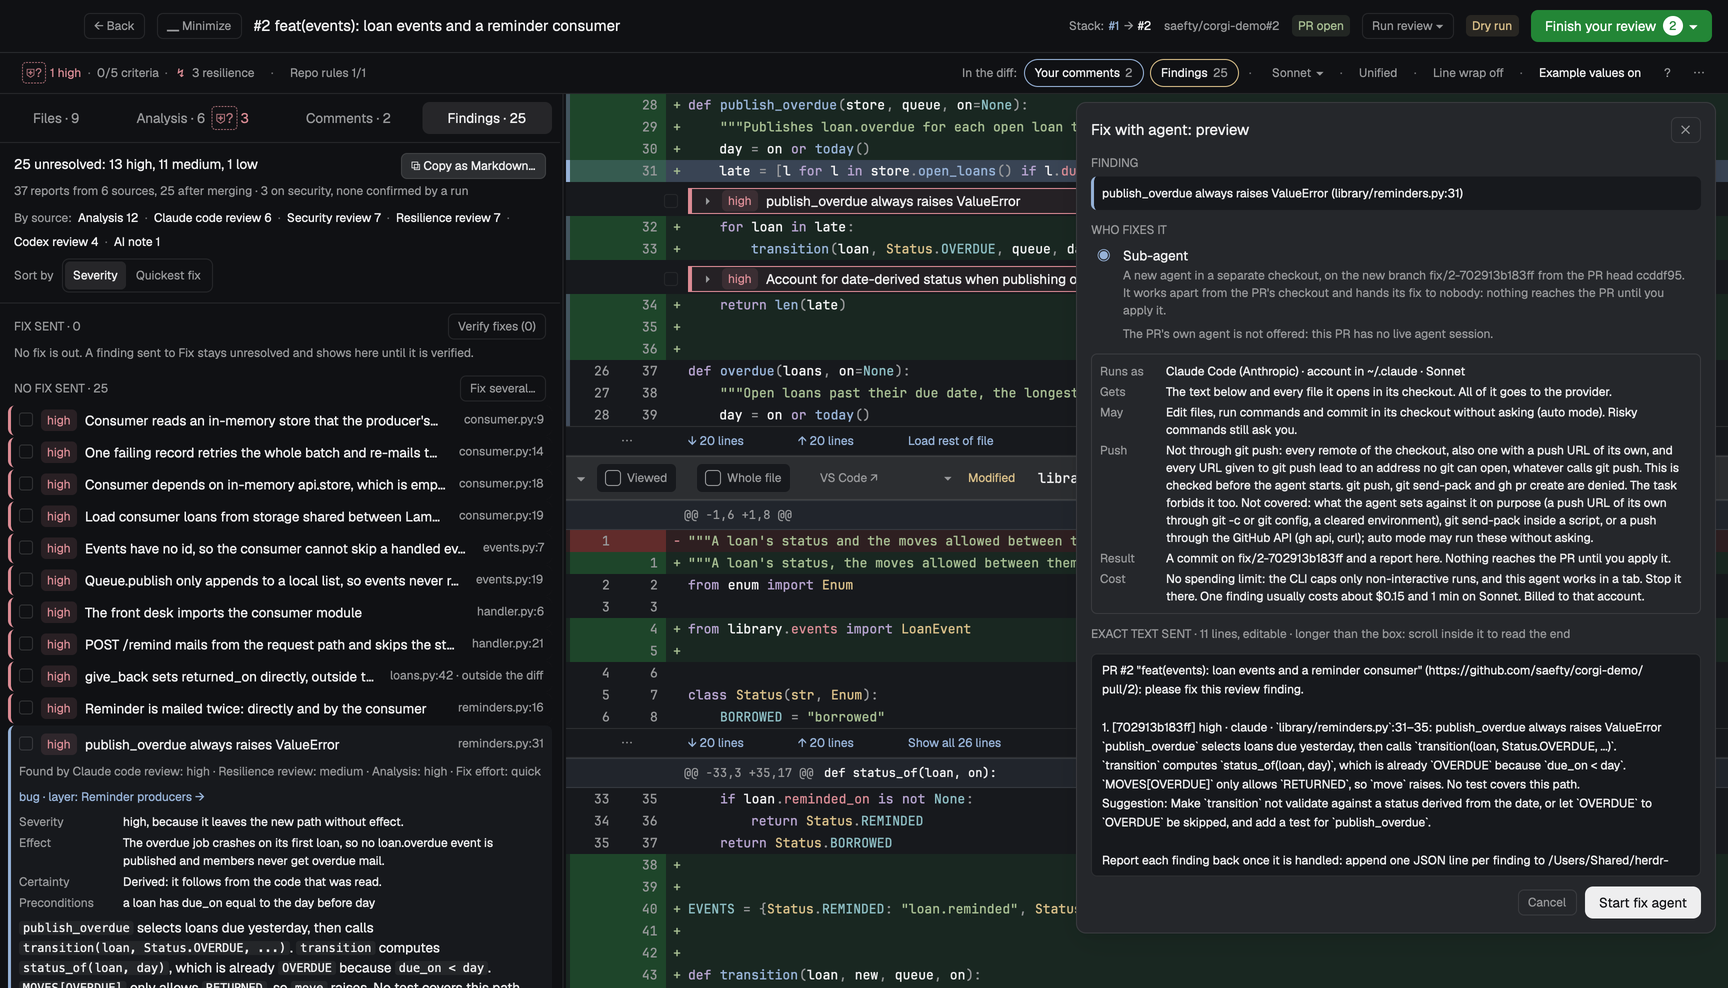 ← Back
Minimize
#2 feat(events): loan events and a reminder consumer
Stack: #1 → #2
saefty/corgi-demo#2
PR open
Run review
Dry run
Finish your review 2
1 high · 0/5 criteria · 3 resilience · Repo rules 1/1
In the diff:
Your comments 2
Findings 25
· Sonnet · Unified · Line wrap off · Example values on ? ···
Files · 9
Analysis · 6 ? 3
Comments · 2
Findings · 25
25 unresolved: 13 high, 11 medium, 1 low
Copy as Markdown…
37 reports from 6 sources, 25 after merging · 3 on security, none confirmed by a run
By source: Analysis 12 · Claude code review 6 · Security review 7 · Resilience review 7 ·
Codex review 4 · AI note 1
Sort by
Severity
Quickest fix
FIX SENT · 0
Verify fixes (0)
No fix is out. A finding sent to Fix stays unresolved and shows here until it is verified.
NO FIX SENT · 25
Fix several…
high Consumer reads an in-memory store that the producer's… consumer.py:9
high One failing record retries the whole batch and re-mails t… consumer.py:14
high Consumer depends on in-memory api.store, which is emp… consumer.py:18
high Load consumer loans from storage shared between Lam… consumer.py:19
high Events have no id, so the consumer cannot skip a handled ev… events.py:7
high Queue.publish only appends to a local list, so events never r… events.py:19
high The front desk imports the consumer module handler.py:6
high POST /remind mails from the request path and skips the st… handler.py:21
high give_back sets returned_on directly, outside t… loans.py:42 · outside the diff
high Reminder is mailed twice: directly and by the consumer reminders.py:16
high publish_overdue always raises ValueError reminders.py:31
Found by Claude code review: high · Resilience review: medium · Analysis: high · Fix effort: quick
bug · layer: Reminder producers →
Severity high, because it leaves the new path without effect.
Effect The overdue job crashes on its first loan, so no loan.overdue event is
published and members never get overdue mail.
Certainty Derived: it follows from the code that was read.
Preconditions a loan has due_on equal to the day before day
publish_overdue selects loans due yesterday, then calls
transition(loan, Status.OVERDUE, ...). transition computes
status_of(loan, day), which is already OVERDUE because due_on < day.
MOVES[OVERDUE] only allows RETURNED, so move raises. No test covers this path.
28 + def publish_overdue(store, queue, on=None):
29 + """Publishes loan.overdue for each open loan t
30 + day = on or today()
31 + late = [l for l in store.open_loans() if l.du
high publish_overdue always raises ValueError
32 + for loan in late:
33 + transition(loan, Status.OVERDUE, queue, da
high Account for date-derived status when publishing o
34 + return len(late)
35 +
36 +
26 37 def overdue(loans, on=None):
27 38 """Open loans past their due date, the longest
28 39 day = on or today()
··· ↓ 20 lines ↑ 20 lines Load rest of file
Viewed
Whole file
VS Code ↗
Modified
libra
@@ -1,6 +1,8 @@
1 - """A loan's status and the moves allowed between t
1 + """A loan's status, the moves allowed between them
2 2 from enum import Enum
3 3
4 + from library.events import LoanEvent
5 +
4 6
5 7 class Status(str, Enum):
6 8 BORROWED = "borrowed"
··· ↓ 20 lines ↑ 20 lines Show all 26 lines
@@ -33,3 +35,17 @@ def status_of(loan, on):
33 35 if loan.reminded_on is not None:
34 36 return Status.REMINDED
35 37 return Status.BORROWED
38 +
39 +
40 + EVENTS = {Status.REMINDED: "loan.reminded", Status
41 +
42 +
43 + def transition(loan, new, queue, on):
Fix with agent: preview
×
FINDING
publish_overdue always raises ValueError (library/reminders.py:31)
WHO FIXES IT
Sub-agent
A new agent in a separate checkout, on the new branch fix/2-702913b183ff from the PR head ccddf95.
It works apart from the PR's checkout and hands its fix to nobody: nothing reaches the PR until you
apply it.
The PR's own agent is not offered: this PR has no live agent session.
Runs as Claude Code (Anthropic) · account in ~/.claude · Sonnet
Gets The text below and every file it opens in its checkout. All of it goes to the provider.
May Edit files, run commands and commit in its checkout without asking (auto mode). Risky
commands still ask you.
Push Not through git push: every remote of the checkout, also one with a push URL of its own, and
every URL given to git push lead to an address no git can open, whatever calls git push. This is
checked before the agent starts. git push, git send-pack and gh pr create are denied. The task
forbids it too. Not covered: what the agent sets against it on purpose (a push URL of its own
through git -c or git config, a cleared environment), git send-pack inside a script, or a push
through the GitHub API (gh api, curl); auto mode may run these without asking.
Result A commit on fix/2-702913b183ff and a report here. Nothing reaches the PR until you apply it.
Cost No spending limit: the CLI caps only non-interactive runs, and this agent works in a tab. Stop it
there. One finding usually costs about $0.15 and 1 min on Sonnet. Billed to that account.
EXACT TEXT SENT · 11 lines, editable · longer than the box: scroll inside it to read the end
PR #2 "feat(events): loan events and a reminder consumer" (https://github.com/saefty/corgi-demo/
pull/2): please fix this review finding.
1. [702913b183ff] high · claude · `library/reminders.py`:31–35: publish_overdue always raises ValueError
`publish_overdue` selects loans due yesterday, then calls `transition(loan, Status.OVERDUE, …)`.
`transition` computes `status_of(loan, day)`, which is already `OVERDUE` because `due_on < day`.
`MOVES[OVERDUE]` only allows `RETURNED`, so `move` raises. No test covers this path.
Suggestion: Make `transition` not validate against a status derived from the date, or let `OVERDUE` to
`OVERDUE` be skipped, and add a test for `publish_overdue`.
Report each finding back once it is handled: append one JSON line per finding to /Users/Shared/herdr-
Cancel
Start fix agent